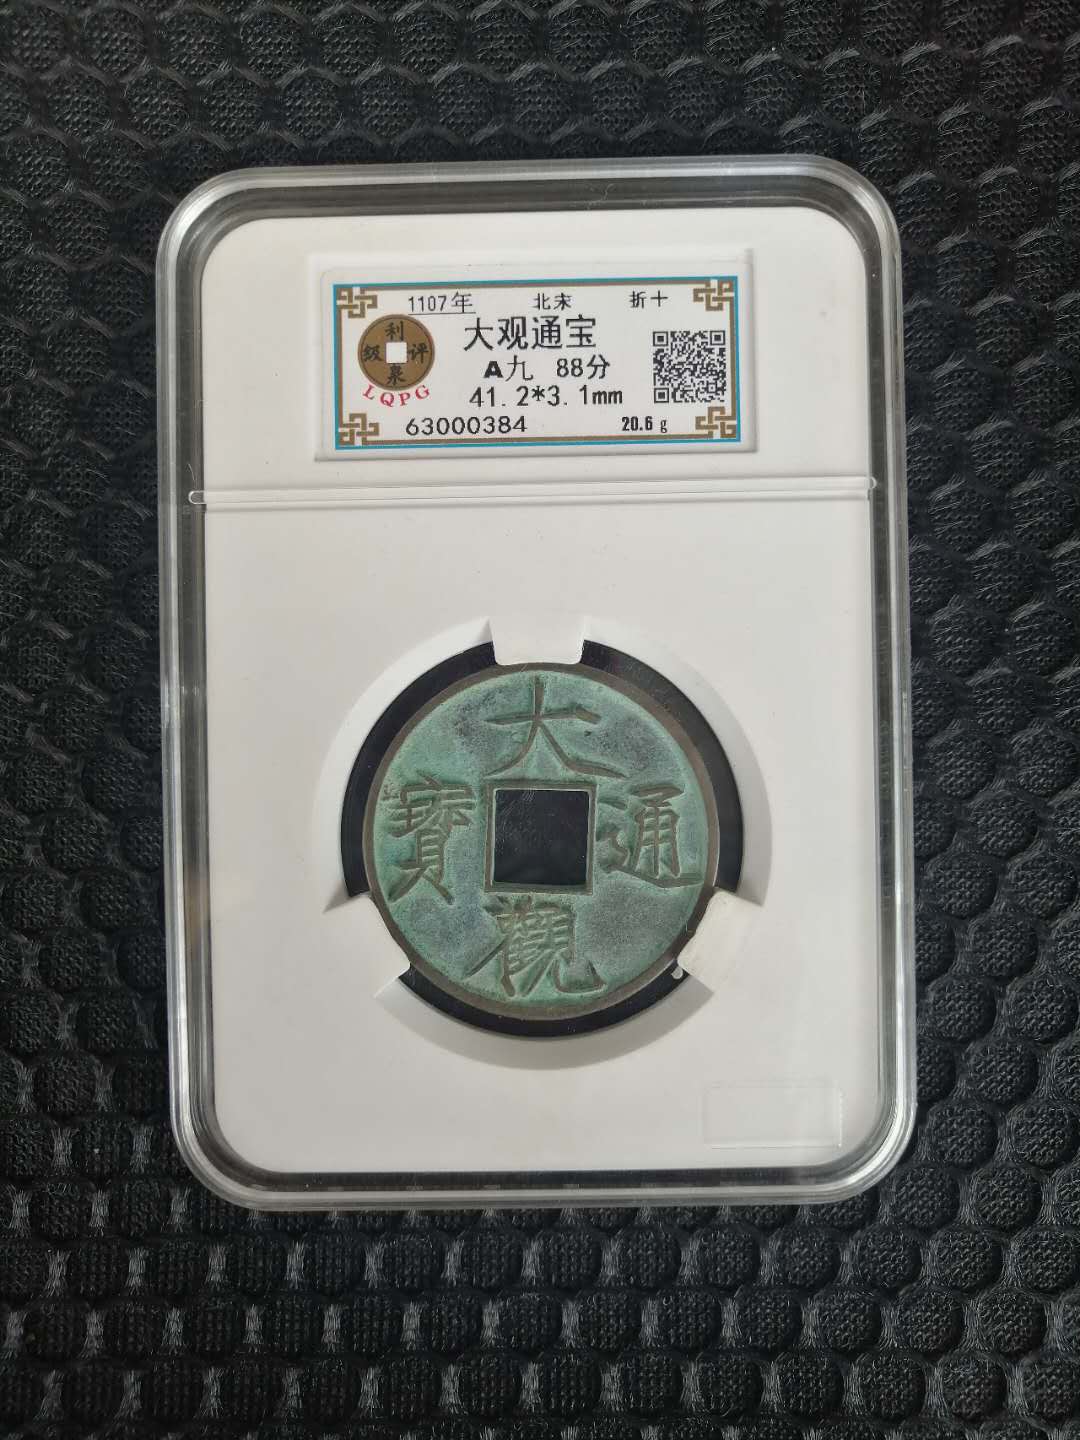 1107年 北宋 折十
大观通宝
A九 88分
41.2*3.1mm
63000384 20.6 g
利泉评级
LQPG
大觀通寶